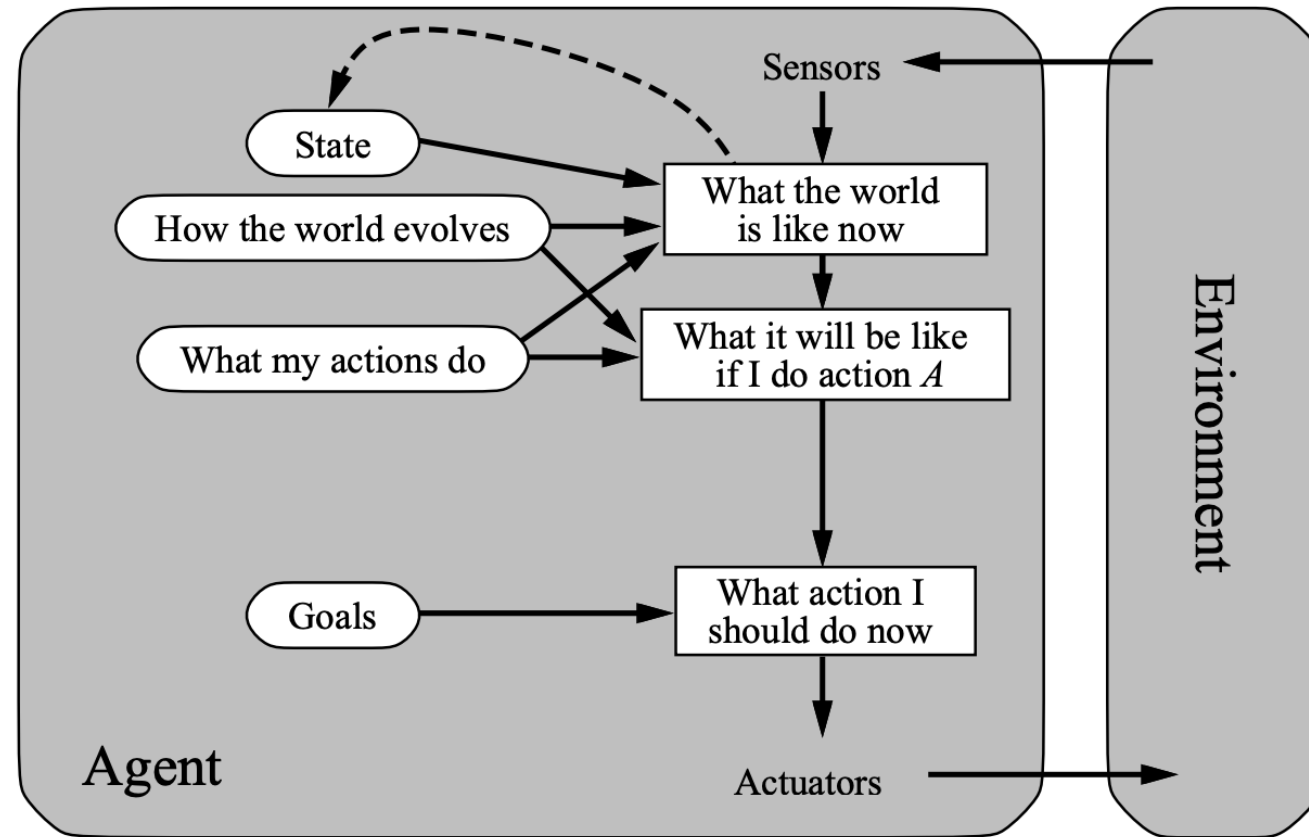 Sensors
State
What the world
is like now
How the world evolves
What my actions do
What it will be like
if I do action A
Environment
Goals
What action I
should do now
Agent
Actuators